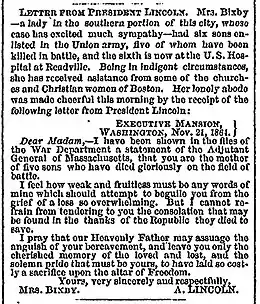 LETTER FROM PRESIDENT LINCOLN. MRS. BIXBY
—a lady in the southern portion of this city, whose
case has excited much sympathy—had six sons en-
listed in the Union army, five of whom have been
killed in battle, and the sixth is now at the U.S. Hos-
pital at Readville. Being in indigent circumstances,
she has received assistance from some of the church-
es and Christian women of Boston. Her lonely abode
was made cheerful this morning by the receipt of the
following letter from President Lincoln:
EXECUTIVE MANSION,
WASHINGTON, Nov. 21, 1864.
Dear Madam,—I have been shown in the files of
the War Department a statement of the Adjutant
General of Massachusetts, that you are the mother
of five sons who have died gloriously on the field of
battle.
I feel how weak and fruitless must be any words of
mine which should attempt to beguile you from the
grief of a loss so overwhelming. But I cannot re-
frain from tendering to you the consolation that may
be found in the thanks of the Republic they died to
save.
I pray that our Heavenly Father may assuage the
anguish of your bereavement, and leave you only the
cherished memory of the loved and lost, and the
solemn pride that must be yours, to have laid so cost-
ly a sacrifice upon the altar of Freedom.
Yours, very sincerely and respectfully,
MRS. BIXBY. A. LINCOLN.